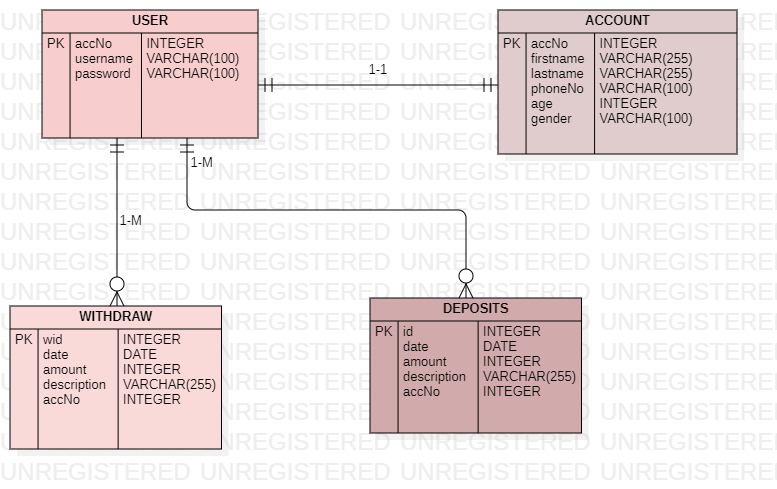 USER
PK accNo INTEGER
username VARCHAR(100)
password VARCHAR(100)
ACCOUNT
PK accNo INTEGER
firstname VARCHAR(255)
lastname VARCHAR(255)
phoneNo VARCHAR(100)
age INTEGER
gender VARCHAR(100)
1-1
1-M
1-M
WITHDRAW
PK wid INTEGER
date DATE
amount INTEGER
description VARCHAR(255)
accNo INTEGER
DEPOSITS
PK id INTEGER
date DATE
amount INTEGER
description VARCHAR(255)
accNo INTEGER
UNREGISTERED UNREGISTERED UNREGISTERED UNREGISTERED